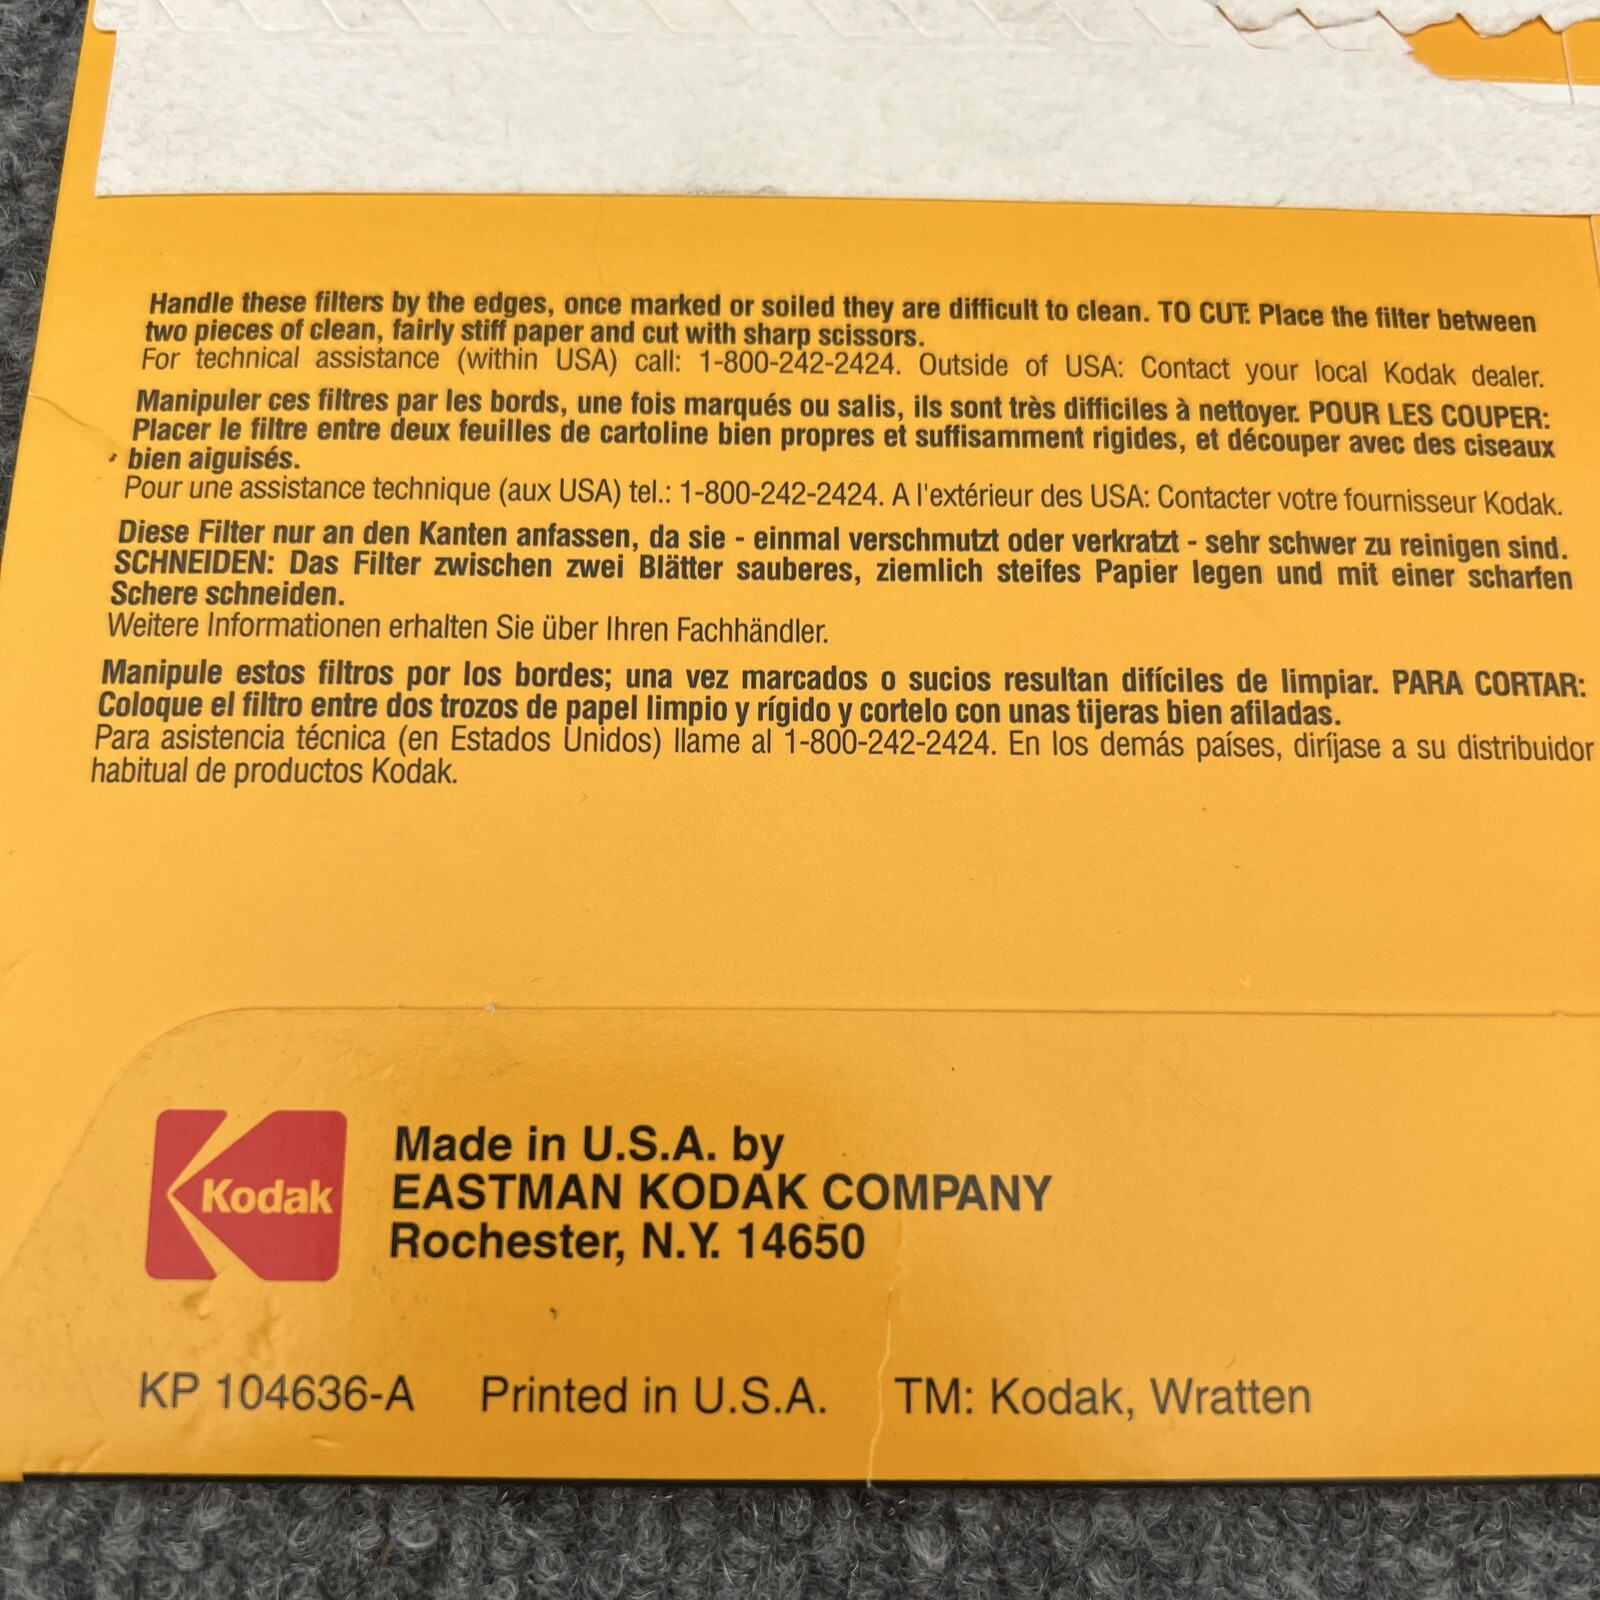 Handle these filters by the edges, once marked or soiled they are difficult to clean. TO CUT: Place the filter between
two pieces of clean, fairly stiff paper and cut with sharp scissors.
For technical assistance (within USA) call: 1-800-242-2424. Outside of USA: Contact your local Kodak dealer.
Manipuler ces filtres par les bords, une fois marqués ou salis, ils sont très difficiles à nettoyer. POUR LES COUPER:
Placer le filtre entre deux feuilles de cartoline bien propres et suffisamment rigides, et découper avec des ciseaux
bien aiguisés.
Pour une assistance technique (aux USA) tel.: 1-800-242-2424. A l'extérieur des USA: Contacter votre fournisseur Kodak.
Diese Filter nur an den Kanten anfassen, da sie - einmal verschmutzt oder verkratzt - sehr schwer zu reinigen sind.
SCHNEIDEN: Das Filter zwischen zwei Blätter sauberes, ziemlich steifes Papier legen und mit einer scharfen
Schere schneiden.
Weitere Informationen erhalten Sie über Ihren Fachhändler.
Manipule estos filtros por los bordes; una vez marcados o sucios resultan difíciles de limpiar. PARA CORTAR:
Coloque el filtro entre dos trozos de papel limpio y rígido y cortelo con unas tijeras bien afiladas.
Para asistencia técnica (en Estados Unidos) llame al 1-800-242-2424. En los demás países, diríjase a su distribuidor
habitual de productos Kodak.
Kodak
Made in U.S.A. by
EASTMAN KODAK COMPANY
Rochester, N.Y. 14650
KP 104636-A Printed in U.S.A. TM: Kodak, Wratten